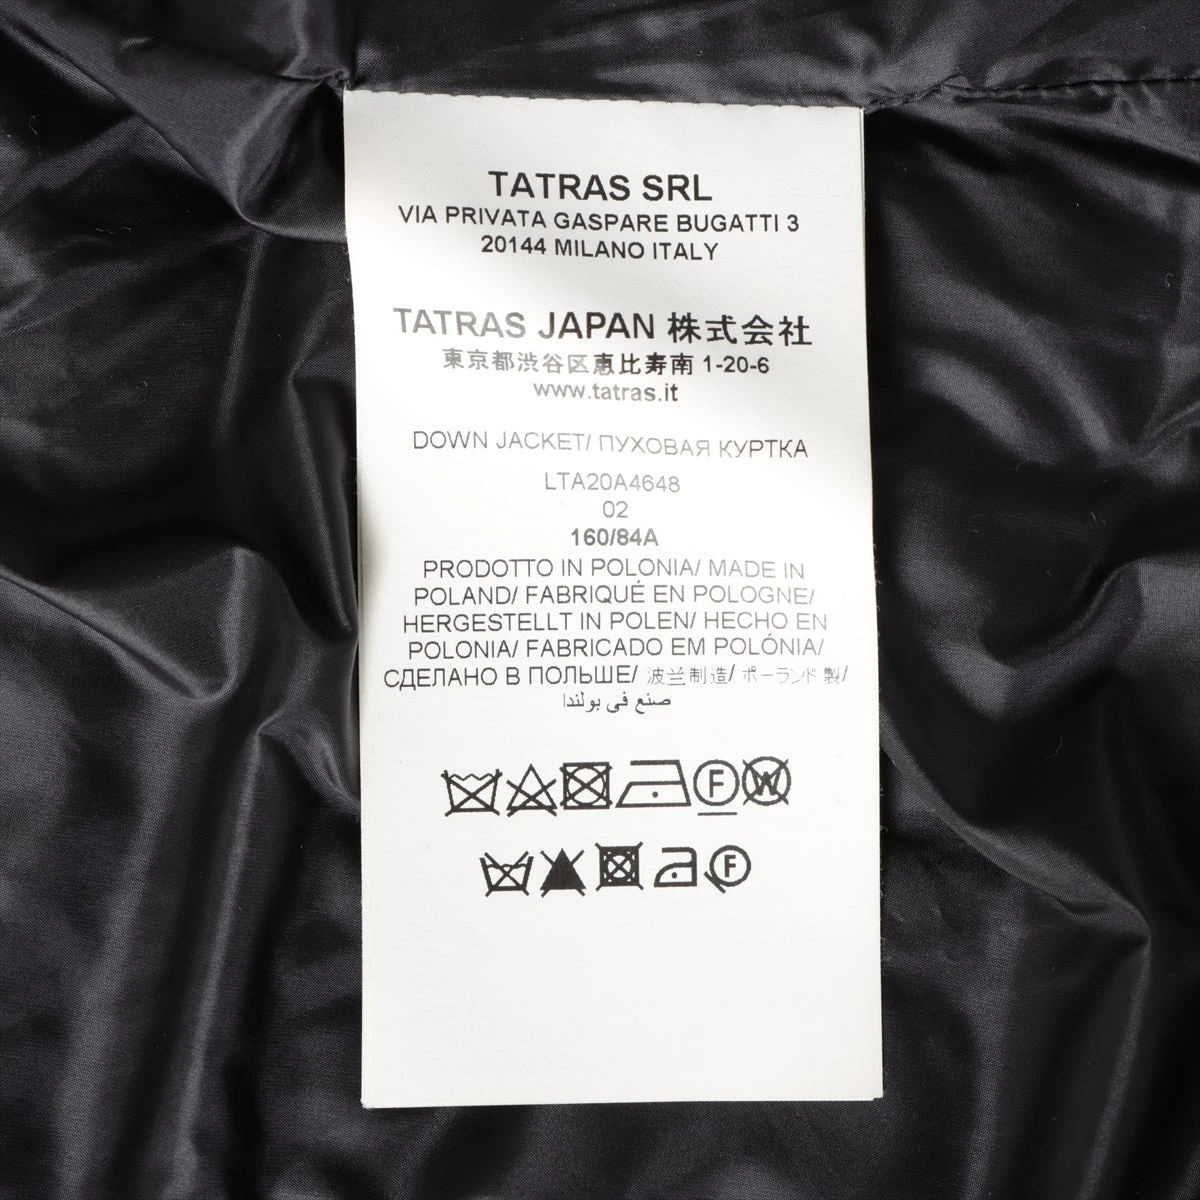 TATRAS SRL
VIA PRIVATA GASPARE BUGATTI 3
20144 MILANO ITALY
TATRAS JAPAN 株式会社
東京都渋谷区恵比寿南 1-20-6
www.tatras.it
DOWN JACKET/ ПУХОВАЯ КУРТКА
LTA20A4648
02
160/84A
PRODOTTO IN POLONIA/ MADE IN
POLAND/ FABRIQUÉ EN POLOGNE/
HERGESTELLT IN POLEN/ HECHO EN
POLONIA/ FABRICADO EM POLÓNIA/
СДЕЛАНО В ПОЛЬШЕ/ 波兰制造/ ポーランド製/
صنع في بولندا
F W
F